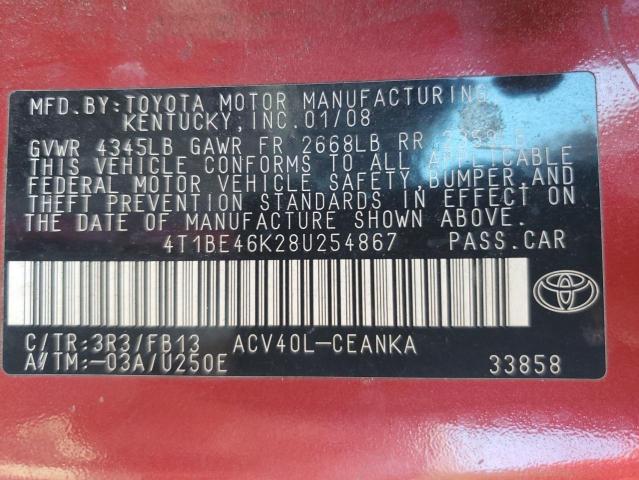 MFD.BY:TOYOTA MOTOR MANUFACTURING
KENTUCKY,INC.01/08
GVWR 4345LB GAWR FR 2668LB RR
THIS VEHICLE CONFORMS TO ALL APPLICABLE
FEDERAL MOTOR VEHICLE SAFETY,BUMPER,AND
THEFT PREVENTION STANDARDS IN EFFECT ON
THE DATE OF MANUFACTURE SHOWN ABOVE.
4T1BE46K28U254867 PASS.CAR
C/TR:3R3/FB13 ACV40L-CEANKA
A/TM:-03A/U250E 33858